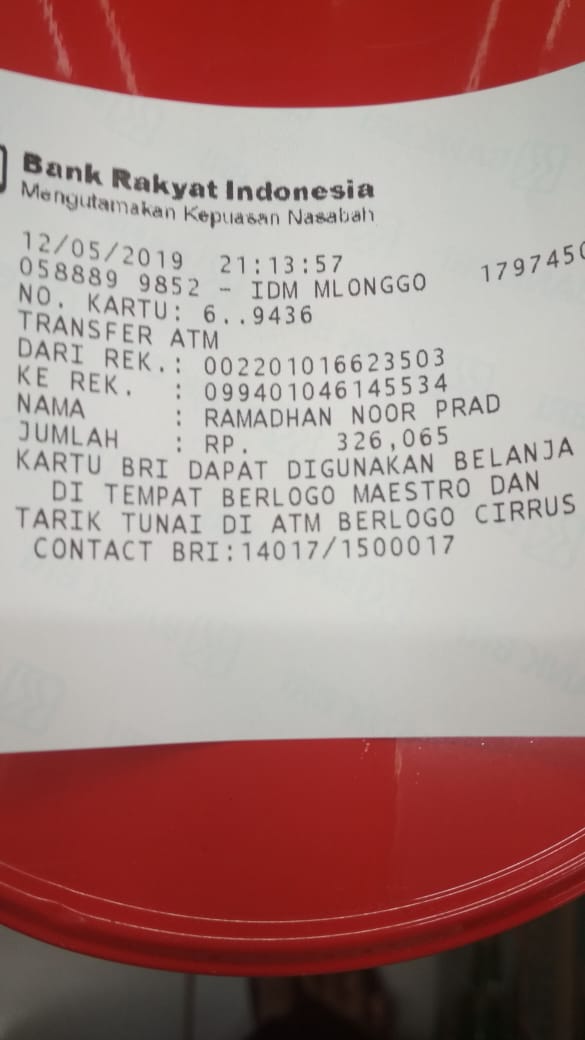 Bank Rakyat Indonesia
Mengutamakan Kepuasan Nasabah
12/05/2019 21:13:57
058889 9852 - IDM MLONGGO 179745
NO. KARTU: 6..9436
TRANSFER ATM
DARI REK.: 002201016623503
KE REK. : 099401046145534
NAMA : RAMADHAN NOOR PRAD
JUMLAH : RP. 326,065
KARTU BRI DAPAT DIGUNAKAN BELANJA
DI TEMPAT BERLOGO MAESTRO DAN
TARIK TUNAI DI ATM BERLOGO CIRRUS
CONTACT BRI:14017/1500017